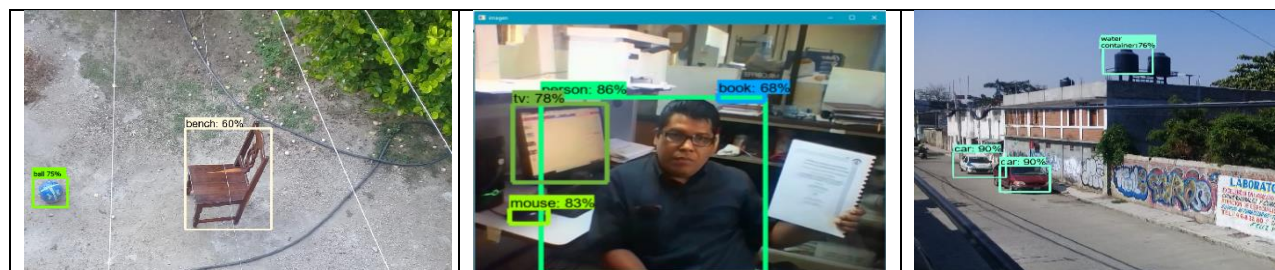 bench: 60%
ball 75%
imagen
person: 86%
book: 68%
tv: 78%
mouse: 83%
water
container:76%
car: 90%
car: 90%
LABORATO